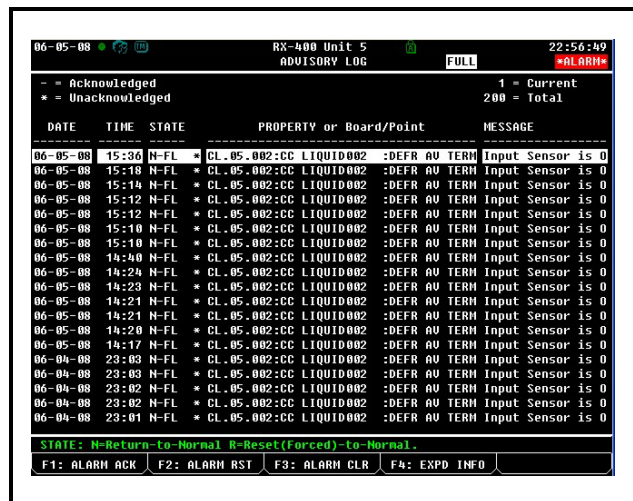 06-05-08 RX-400 Unit 5 22:56:49
ADVISORY LOG FULL *ALARM*
- = Acknowledged 1 = Current
* = Unacknowledged 200 = Total
DATE TIME STATE PROPERTY or Board/Point MESSAGE
06-05-08 15:36 N-FL * CL.05.002:CC LIQUID002 :DEFR AV TERM Input Sensor is O
06-05-08 15:18 N-FL * CL.05.002:CC LIQUID002 :DEFR AV TERM Input Sensor is O
06-05-08 15:14 N-FL * CL.05.002:CC LIQUID002 :DEFR AV TERM Input Sensor is O
06-05-08 15:12 N-FL * CL.05.002:CC LIQUID002 :DEFR AV TERM Input Sensor is O
06-05-08 15:12 N-FL * CL.05.002:CC LIQUID002 :DEFR AV TERM Input Sensor is O
06-05-08 15:10 N-FL * CL.05.002:CC LIQUID002 :DEFR AV TERM Input Sensor is O
06-05-08 15:10 N-FL * CL.05.002:CC LIQUID002 :DEFR AV TERM Input Sensor is O
06-05-08 14:40 N-FL * CL.05.002:CC LIQUID002 :DEFR AV TERM Input Sensor is O
06-05-08 14:24 N-FL * CL.05.002:CC LIQUID002 :DEFR AV TERM Input Sensor is O
06-05-08 14:23 N-FL * CL.05.002:CC LIQUID002 :DEFR AV TERM Input Sensor is O
06-05-08 14:21 N-FL * CL.05.002:CC LIQUID002 :DEFR AV TERM Input Sensor is O
06-05-08 14:21 N-FL * CL.05.002:CC LIQUID002 :DEFR AV TERM Input Sensor is O
06-05-08 14:20 N-FL * CL.05.002:CC LIQUID002 :DEFR AV TERM Input Sensor is O
06-05-08 14:17 N-FL * CL.05.002:CC LIQUID002 :DEFR AV TERM Input Sensor is O
06-04-08 23:03 N-FL * CL.05.002:CC LIQUID002 :DEFR AV TERM Input Sensor is O
06-04-08 23:03 N-FL * CL.05.002:CC LIQUID002 :DEFR AV TERM Input Sensor is O
06-04-08 23:02 N-FL * CL.05.002:CC LIQUID002 :DEFR AV TERM Input Sensor is O
06-04-08 23:02 N-FL * CL.05.002:CC LIQUID002 :DEFR AV TERM Input Sensor is O
06-04-08 23:01 N-FL * CL.05.002:CC LIQUID002 :DEFR AV TERM Input Sensor is O
STATE: N=Return-to-Normal R=Reset(Forced)-to-Normal.
F1: ALARM ACK F2: ALARM RST F3: ALARM CLR F4: EXPD INFO